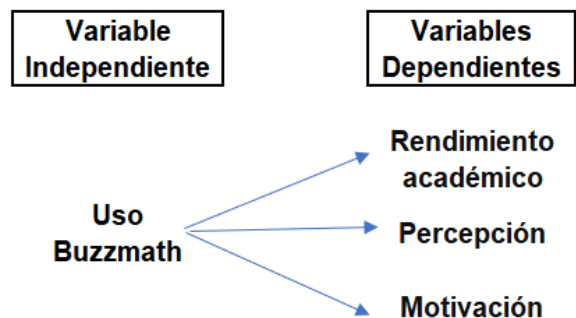 Variable
Independiente
Variables
Dependientes
Rendimiento
académico
Uso
Buzzmath
Percepción
Motivación